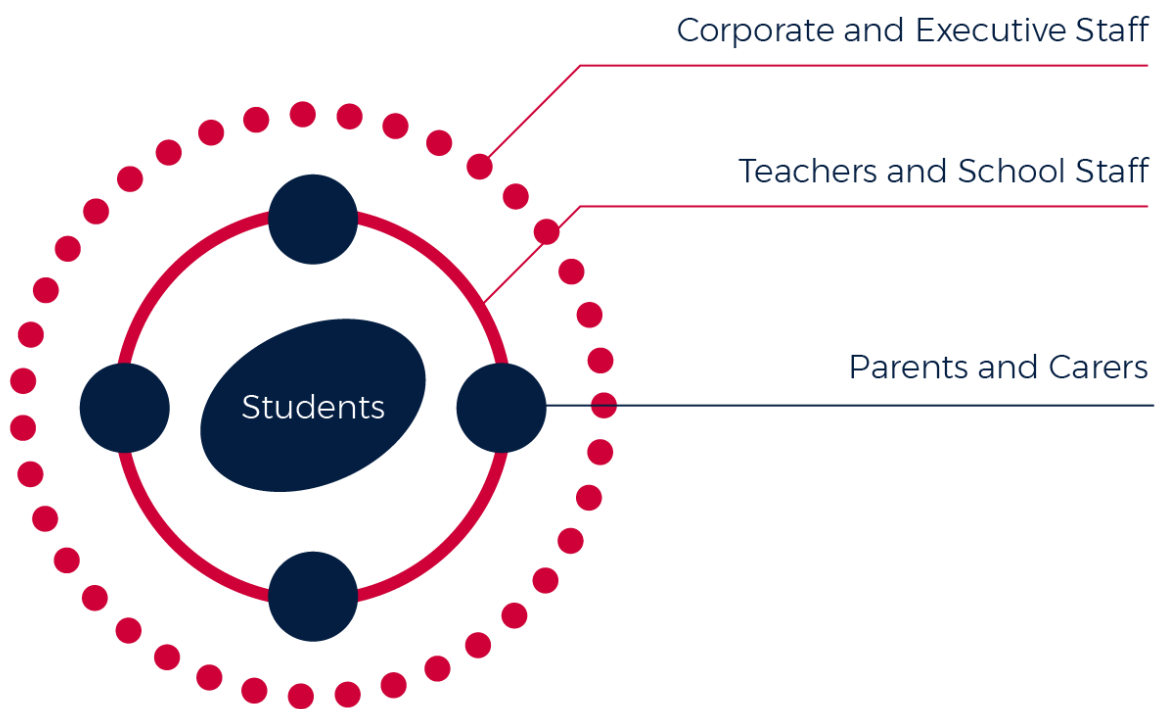 Corporate and Executive Staff
Teachers and School Staff
Parents and Carers
Students